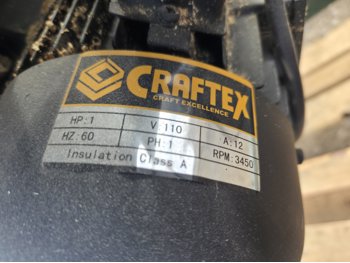 CRAFTEX
CRAFT EXCELLENCE
HP:1 V:110 A:12
HZ:60 PH:1 RPM:3450
Insulation Class A